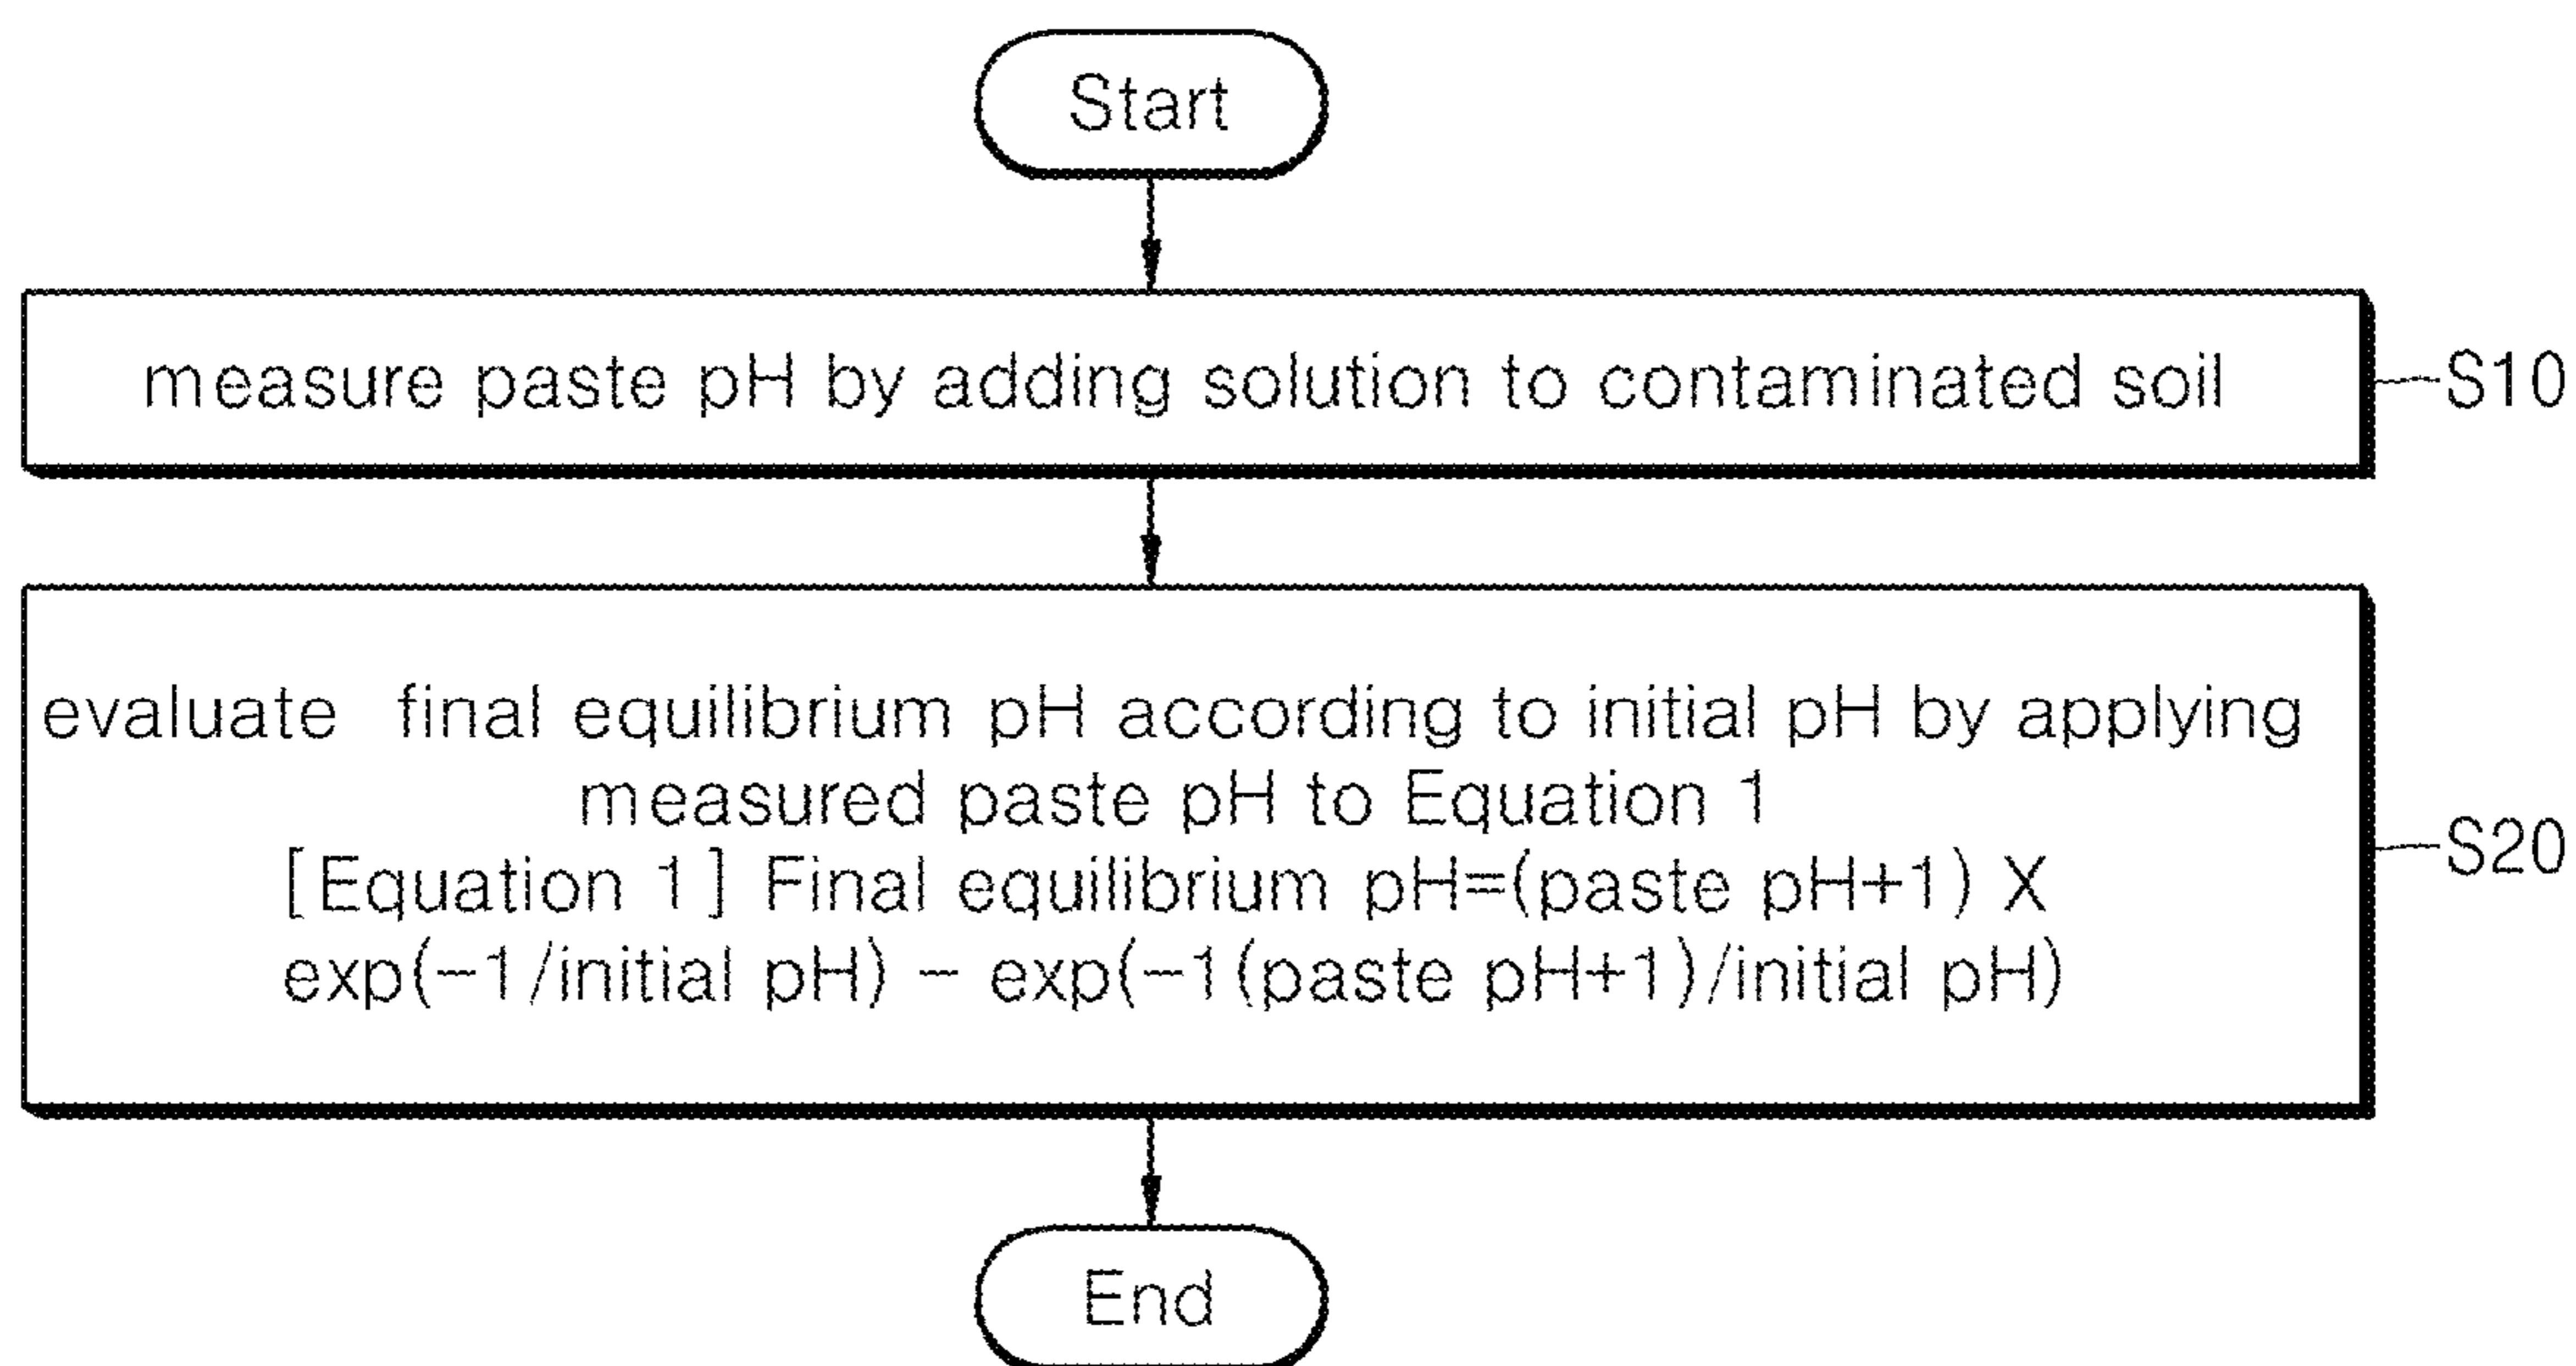 Start
measure paste pH by adding solution to contaminated soil
S10
evaluate final equilibrium pH according to initial pH by applying
measured paste pH to Equation 1
[Equation 1] Final equilibrium pH=(paste pH+1) X
exp(-1/initial pH) - exp(-1(paste pH+1)/initial pH)
S20
End